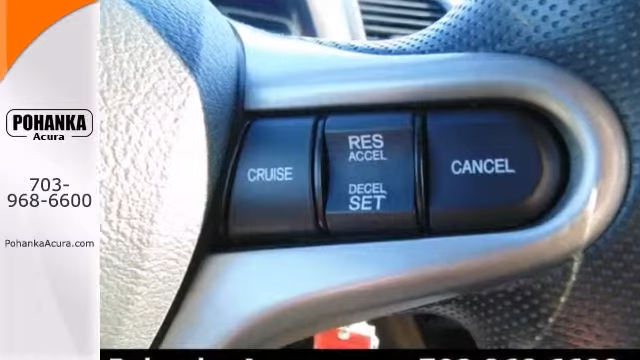 POHANKA
Acura
703-
968-6600
PohankaAcura.com
CRUISE
RES
ACCEL
DECEL
SET
CANCEL